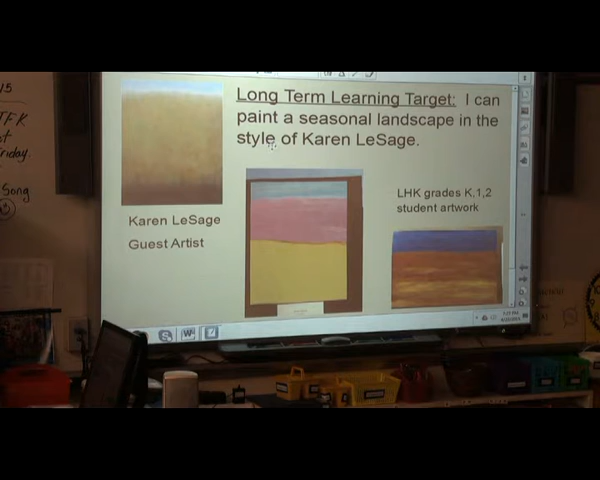 Long Term Learning Target: I can
paint a seasonal landscape in the
style of Karen LeSage.
Karen LeSage
Guest Artist
LHK grades K,1,2
student artwork
15
Friday.
Song
3
W